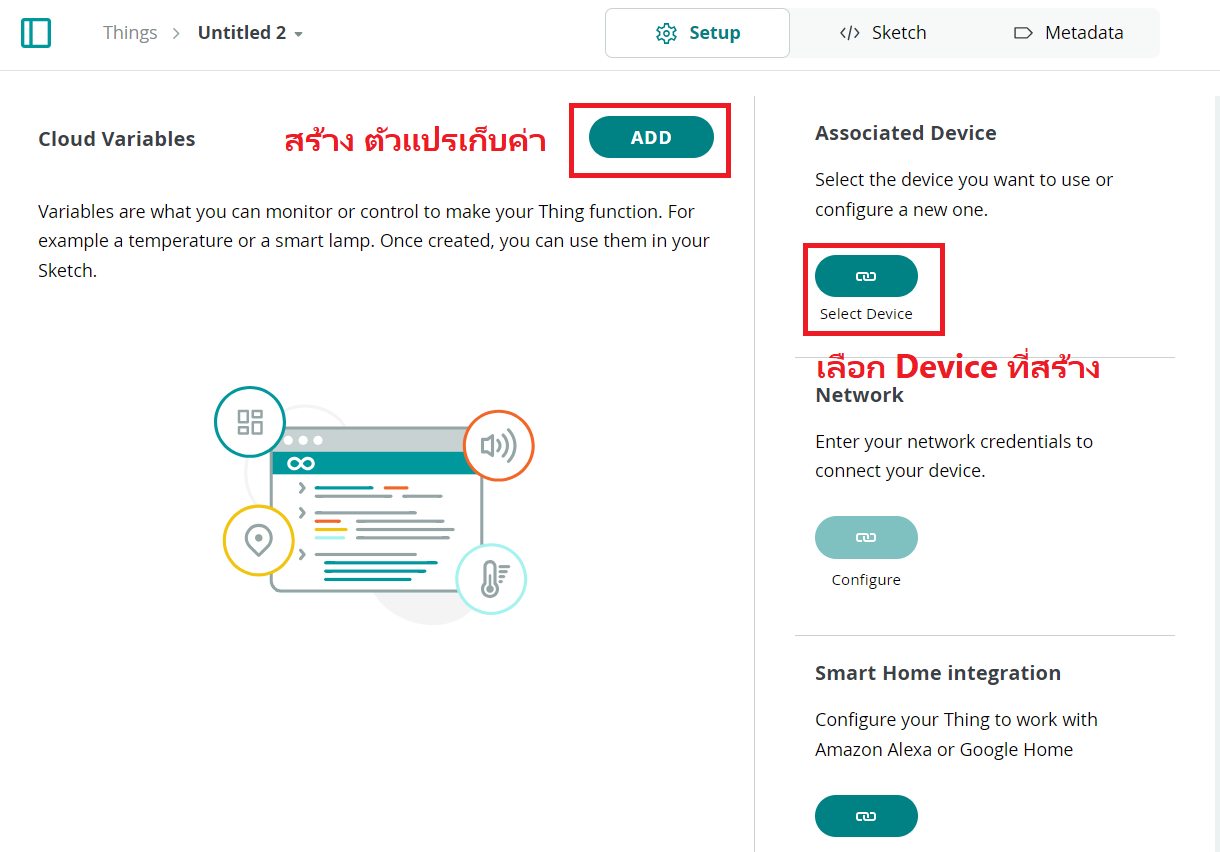 Things > Untitled 2
Setup
</> Sketch
Metadata
Cloud Variables
สร้าง ตัวแปรเก็บค่า
ADD
Variables are what you can monitor or control to make your Thing function. For
example a temperature or a smart lamp. Once created, you can use them in your
Sketch.
Associated Device
Select the device you want to use or
configure a new one.
Select Device
เลือก Device ที่สร้าง
Network
Enter your network credentials to
connect your device.
Configure
Smart Home integration
Configure your Thing to work with
Amazon Alexa or Google Home